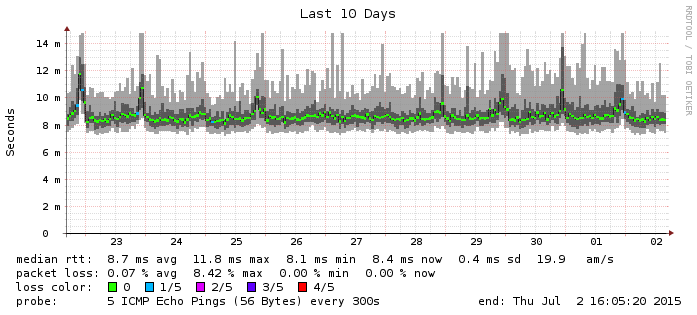 Last 10 Days
RRDTOOL / TOBI OETIKER
Seconds
14 m
12 m
10 m
8 m
6 m
4 m
2 m
0
23 24 25 26 27 28 29 30 01 02
median rtt: 8.7 ms avg 11.8 ms max 8.1 ms min 8.4 ms now 0.4 ms sd 19.9 am/s
packet loss: 0.07 % avg 8.42 % max 0.00 % min 0.00 % now
loss color: 0 1/5 2/5 3/5 4/5
probe: 5 ICMP Echo Pings (56 Bytes) every 300s end: Thu Jul 2 16:05:20 2015